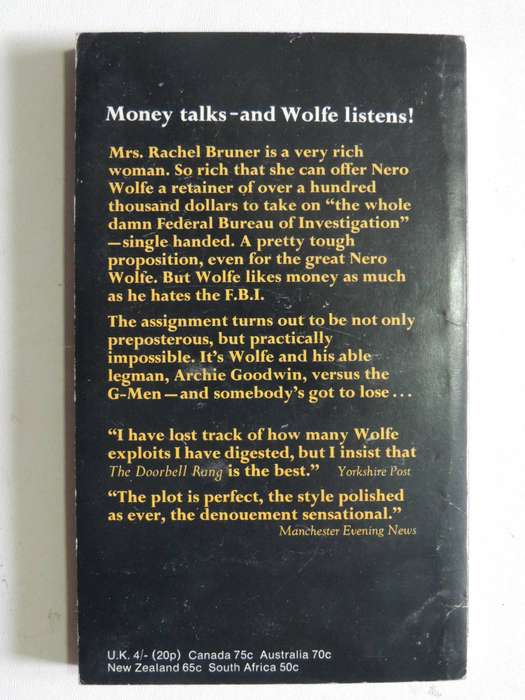 Money talks-and Wolfe listens!
Mrs. Rachel Bruner is a very rich
woman. So rich that she can offer Nero
Wolfe a retainer of over a hundred
thousand dollars to take on “the whole
damn Federal Bureau of Investigation”
—single handed. A pretty tough
proposition, even for the great Nero
Wolfe. But Wolfe likes money as much
as he hates the F.B.I.
The assignment turns out to be not only
preposterous, but practically
impossible. It’s Wolfe and his able
legman, Archie Goodwin, versus the
G-Men—and somebody’s got to lose...
“I have lost track of how many Wolfe
exploits I have digested, but I insist that
The Doorbell Rang is the best.” Yorkshire Post
“The plot is perfect, the style polished
as ever, the denouement sensational.”
Manchester Evening News
U.K. 4/- (20p) Canada 75c Australia 70c
New Zealand 65c South Africa 50c